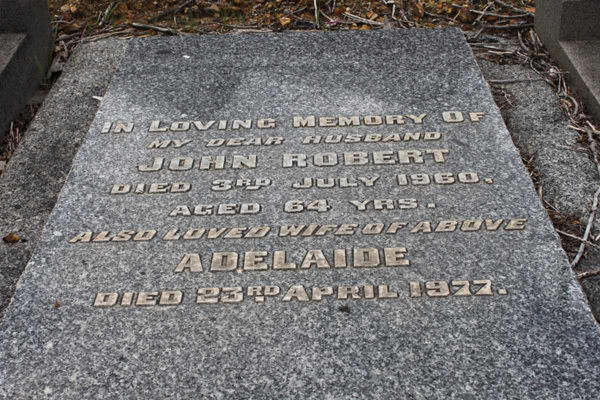 In Loving Memory Of
My Dear Husband
John Robert
Died 3rd July 1960.
Aged 64 Yrs.
Also Loved Wife of Above
Adelaide
Died 23rd April 1977.